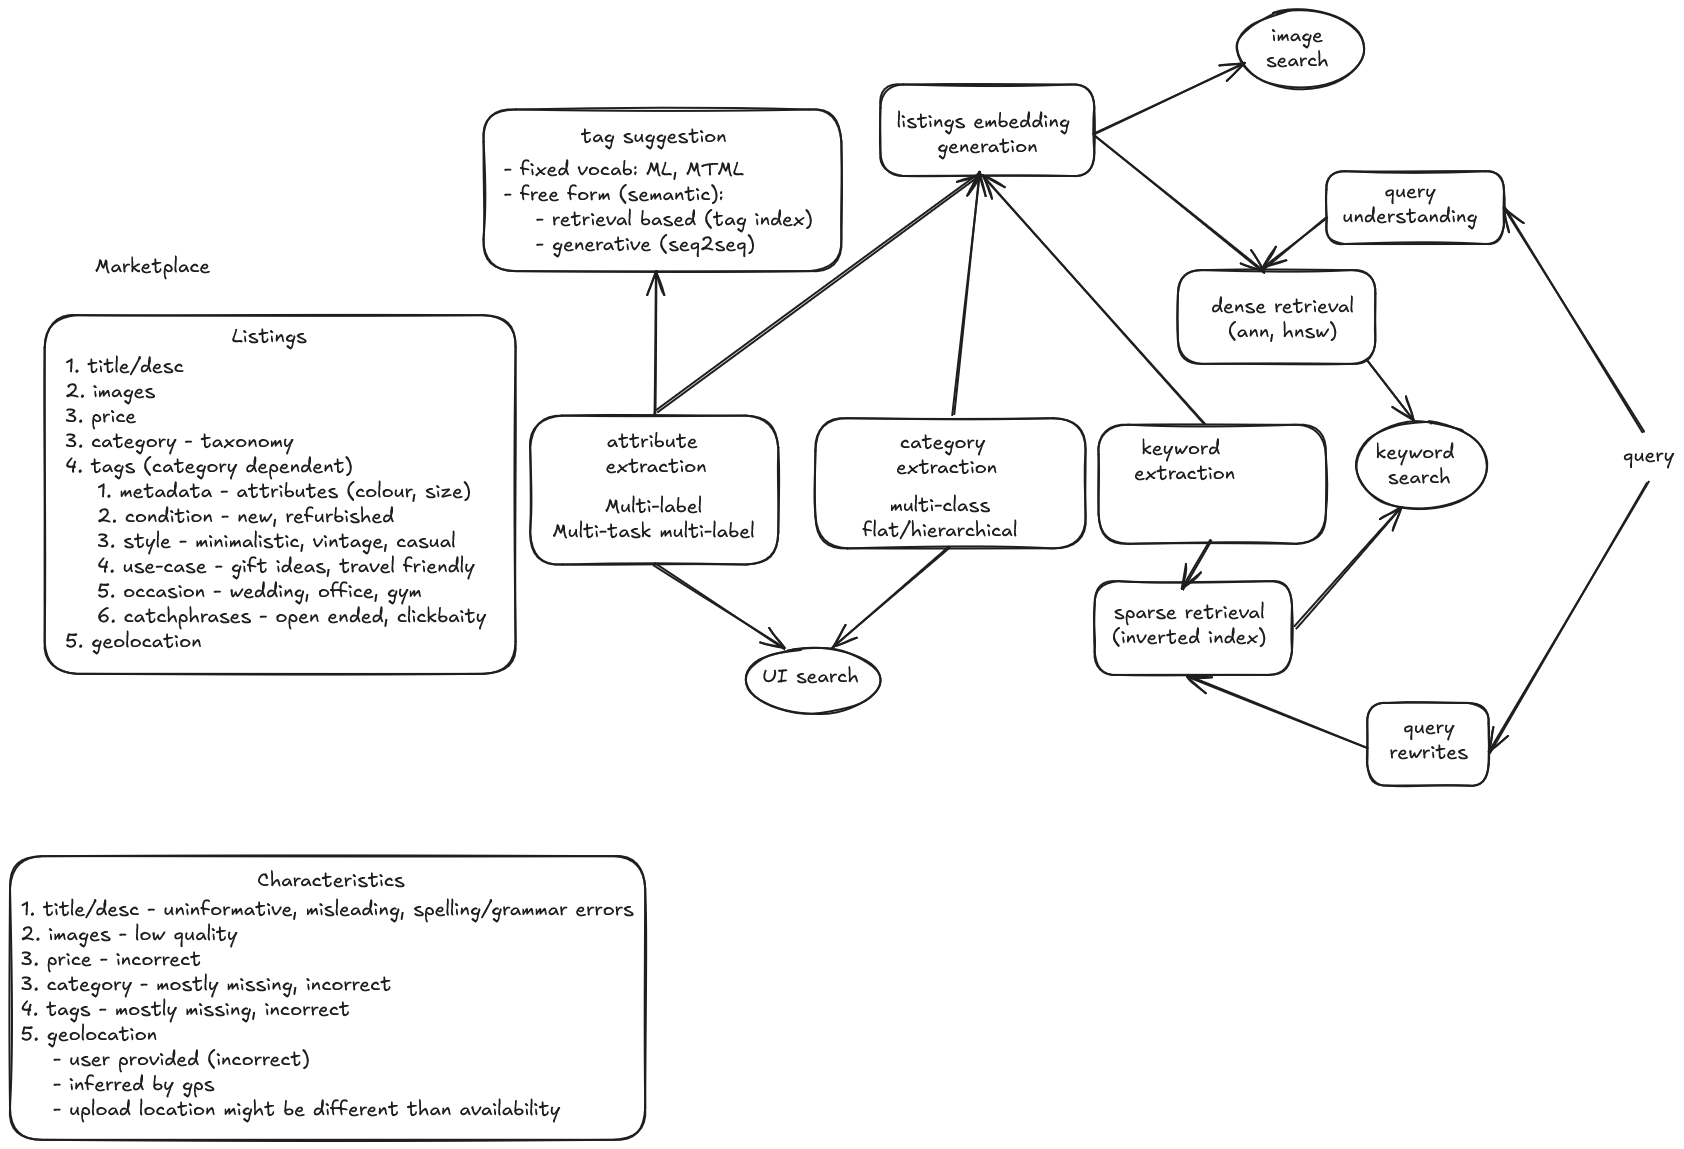 image
search
listings embedding
generation
tag suggestion
- fixed vocab: ML, MTML
- free form (semantic):
- retrieval based (tag index)
- generative (seq2seq)
query
understanding
Marketplace
dense retrieval
(ann, hnsw)
Listings
1. title/desc
2. images
3. price
3. category - taxonomy
4. tags (category dependent)
1. metadata - attributes (colour, size)
2. condition - new, refurbished
3. style - minimalistic, vintage, casual
4. use-case - gift ideas, travel friendly
5. occasion - wedding, office, gym
6. catchphrases - open ended, clickbaity
5. geolocation
attribute
extraction
Multi-label
Multi-task multi-label
category
extraction
multi-class
flat/hierarchical
keyword
extraction
keyword
search
query
sparse retrieval
(inverted index)
UI search
query
rewrites
Characteristics
1. title/desc - uninformative, misleading, spelling/grammar errors
2. images - low quality
3. price - incorrect
3. category - mostly missing, incorrect
4. tags - mostly missing, incorrect
5. geolocation
- user provided (incorrect)
- inferred by gps
- upload location might be different than availability